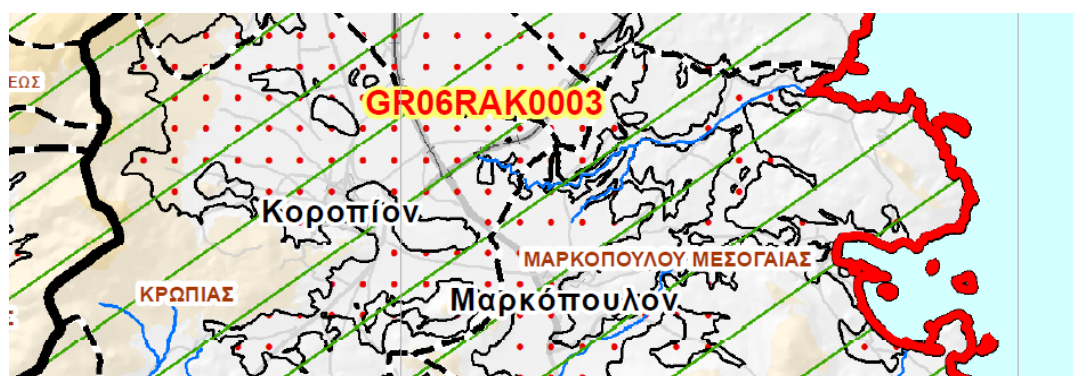 ΕΩΣ
GR06RAK0003
Κοροπίον
ΜΑΡΚΟΠΟΥΛΟΥ ΜΕΣΟΓΑΙΑΣ
ΚΡΩΠΙΑΣ
Μαρκόπουλον
Σ